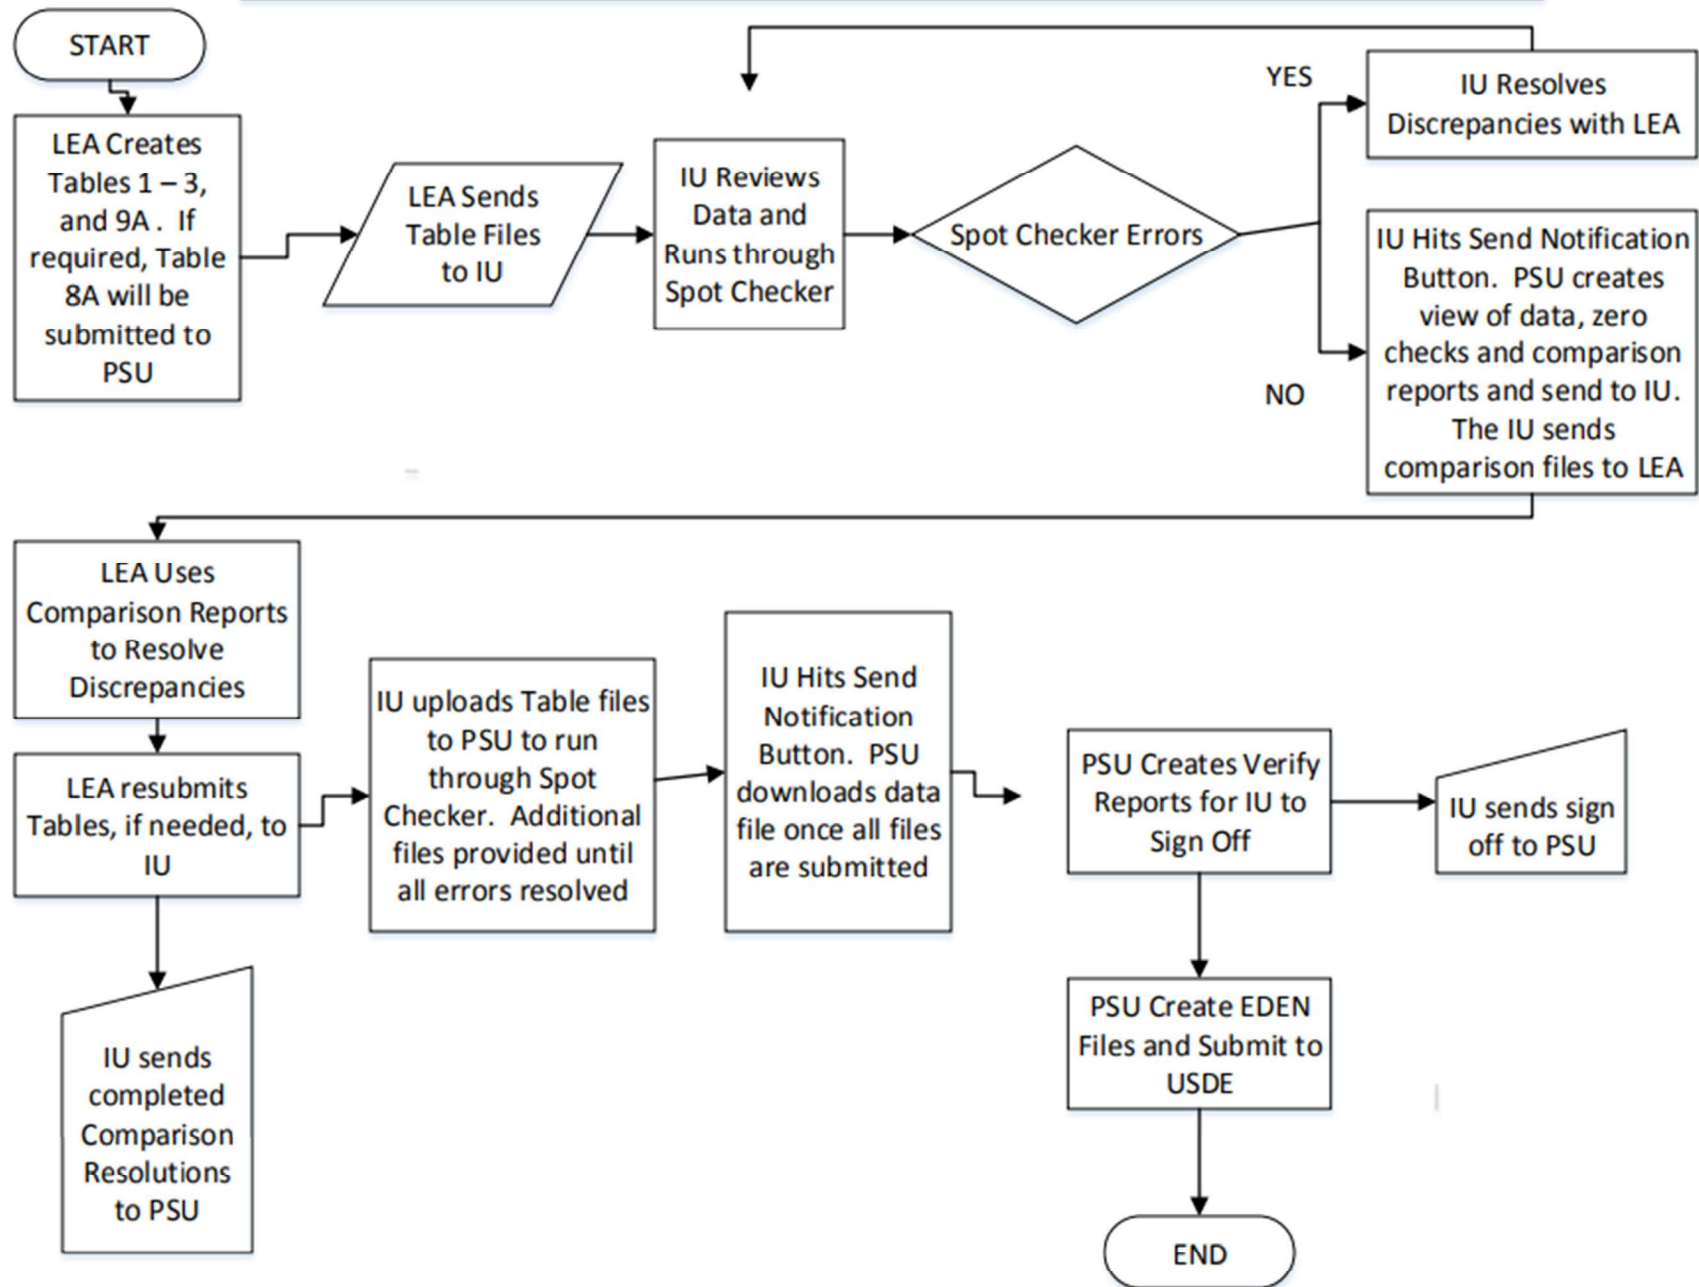 START
LEA Creates
Tables 1 – 3,
and 9A . If
required, Table
8A will be
submitted to
PSU
LEA Sends
Table Files
to IU
IU Reviews
Data and
Runs through
Spot Checker
Spot Checker Errors
YES
IU Resolves
Discrepancies with LEA
NO
IU Hits Send Notification
Button. PSU creates
view of data, zero
checks and comparison
reports and send to IU.
The IU sends
comparison files to LEA
LEA Uses
Comparison Reports
to Resolve
Discrepancies
LEA resubmits
Tables, if needed, to
IU
IU sends
completed
Comparison
Resolutions
to PSU
IU uploads Table files
to PSU to run
through Spot
Checker. Additional
files provided until
all errors resolved
IU Hits Send
Notification
Button. PSU
downloads data
file once all files
are submitted
PSU Creates Verify
Reports for IU to
Sign Off
IU sends sign
off to PSU
PSU Create EDEN
Files and Submit to
USDE
END